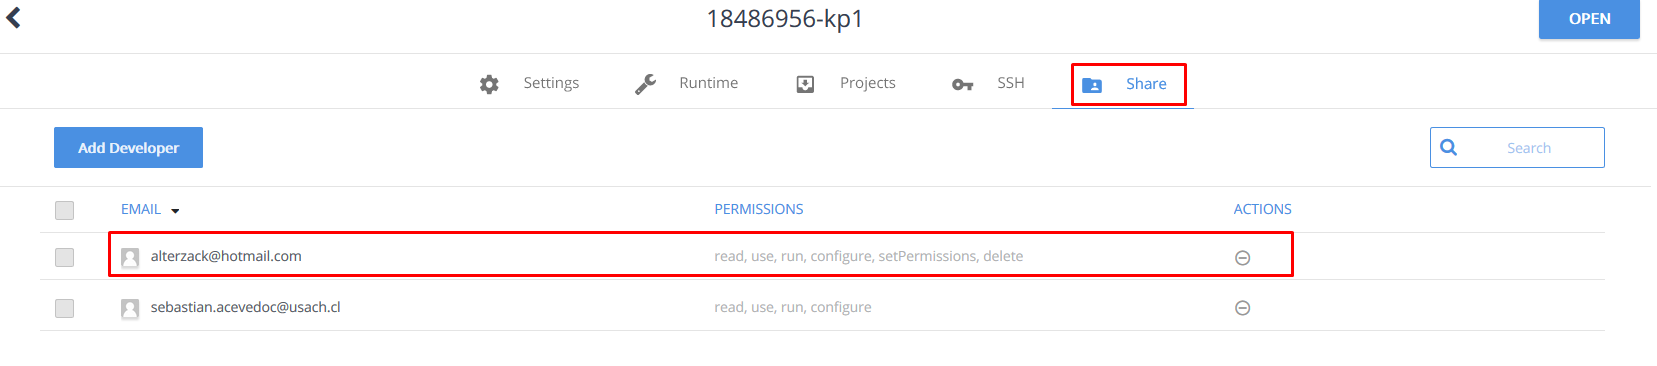 18486956-kp1
OPEN
Settings Runtime Projects SSH Share
Add Developer
Search
EMAIL PERMISSIONS ACTIONS
alterzack@hotmail.com read, use, run, configure, setPermissions, delete
sebastian.acevedoc@usach.cl read, use, run, configure